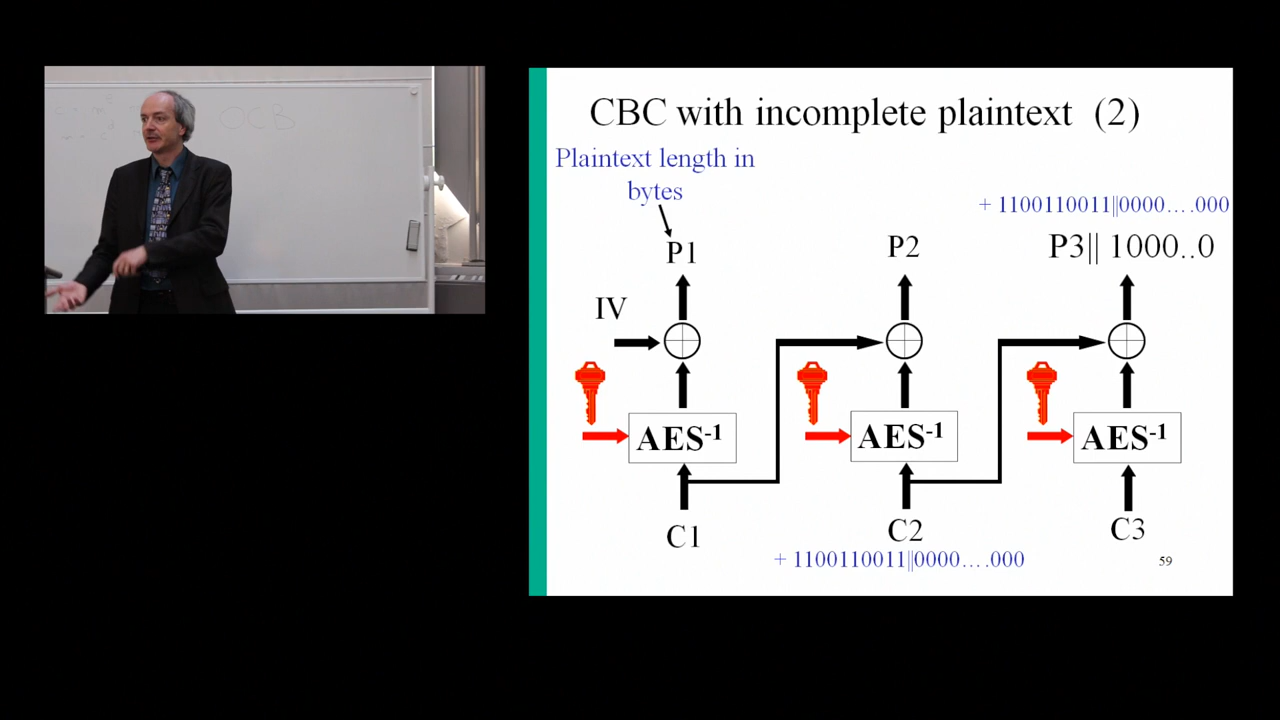 OCB
CBC with incomplete plaintext (2)
Plaintext length in
bytes
+ 1100110011||0000....000
P1
P2
P3|| 1000..0
IV
AES-1
AES-1
AES-1
C1
C2
C3
+ 1100110011||0000....000
59